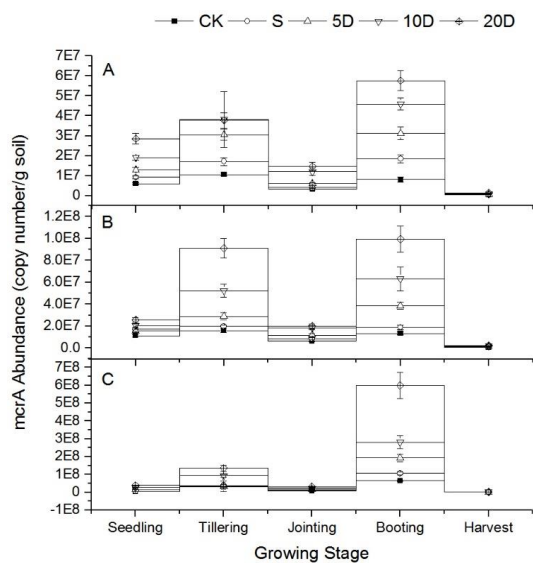 CK S 5D 10D 20D
A
7E7
6E7
5E7
4E7
3E7
2E7
1E7
0
B
1.2E8
1.0E8
8.0E7
6.0E7
4.0E7
2.0E7
0.0
C
7E8
6E8
5E8
4E8
3E8
2E8
1E8
0
-1E8
mcrA Abundance (copy number/g soil)
Seedling Tillering Jointing Booting Harvest
Growing Stage